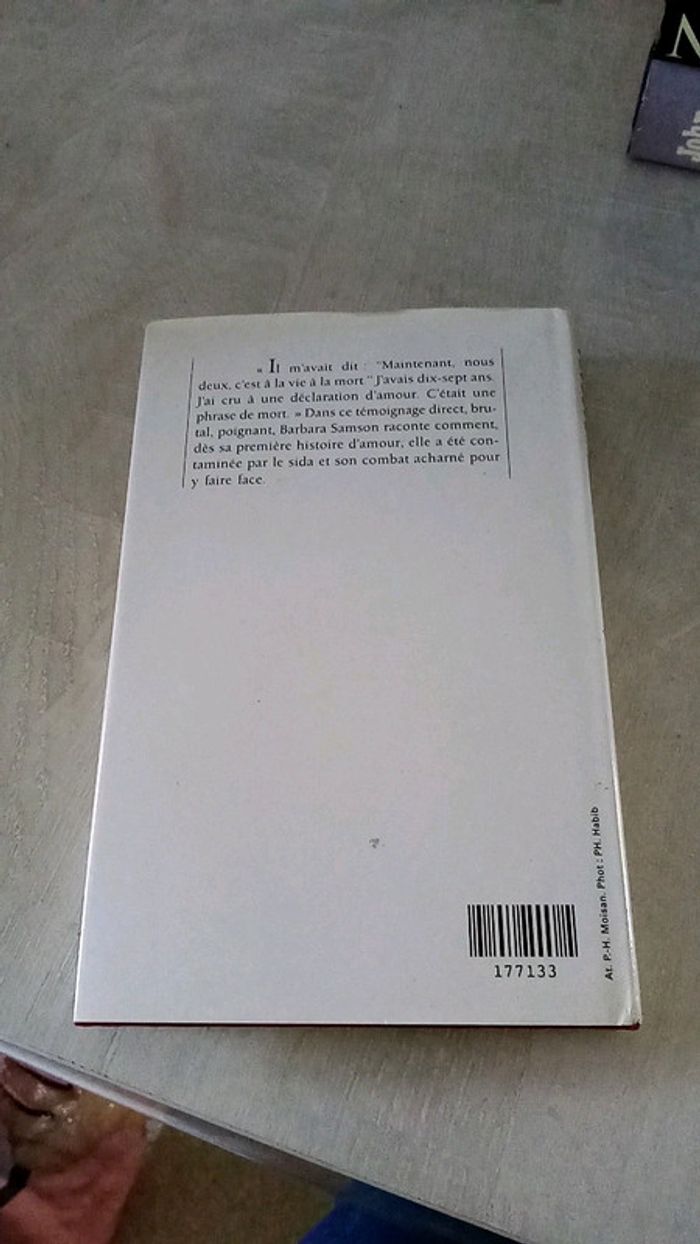 « Il m'avait dit : "Maintenant, nous
deux, c'est à la vie à la mort." J'avais dix-sept ans.
J'ai cru à une déclaration d'amour. C'était une
phrase de mort. » Dans ce témoignage direct, bru-
tal, poignant, Barbara Samson raconte comment,
dès sa première histoire d'amour, elle a été con-
taminée par le sida et son combat acharné pour
y faire face.
177133
At. P.-H. Moisan. Phot : PH. Habib
N
John